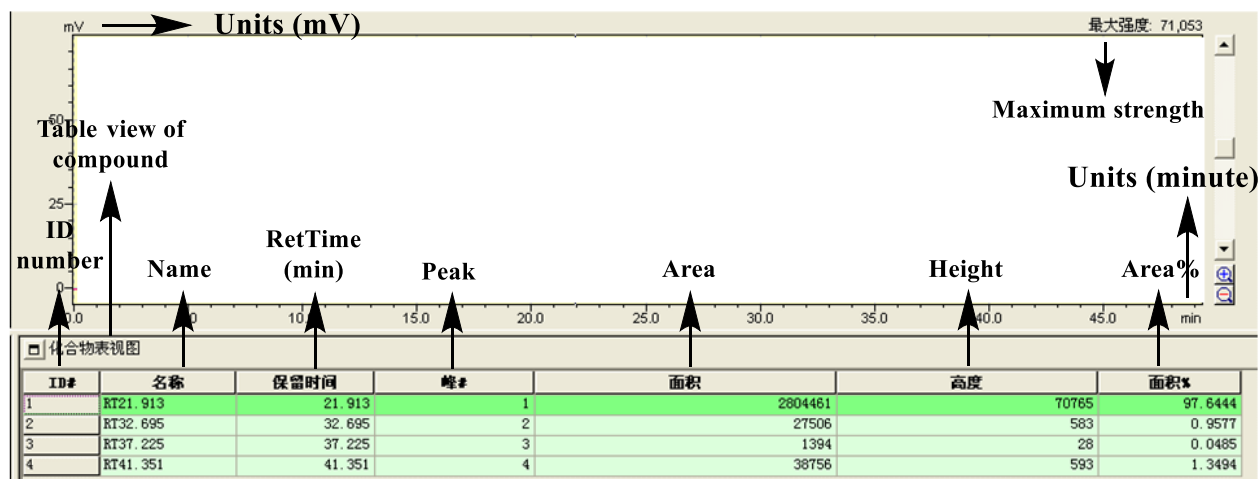 mV Units (mV) 最大强度: 71,053
Maximum strength
50
Table view of
compound
Units (minute)
25
ID
number
Name
RetTime
(min)
Peak
Area
Height
Area%
0
0.0 5.0 10.0 15.0 20.0 25.0 30.0 35.0 40.0 45.0 min
化合物表视图
ID# 名称 保留时间 峰# 面积 高度 面积%
1 RT21.913 21.913 1 2804461 70765 97.6444
2 RT32.695 32.695 2 27506 583 0.9577
3 RT37.225 37.225 3 1394 28 0.0485
4 RT41.351 41.351 4 38756 593 1.3494